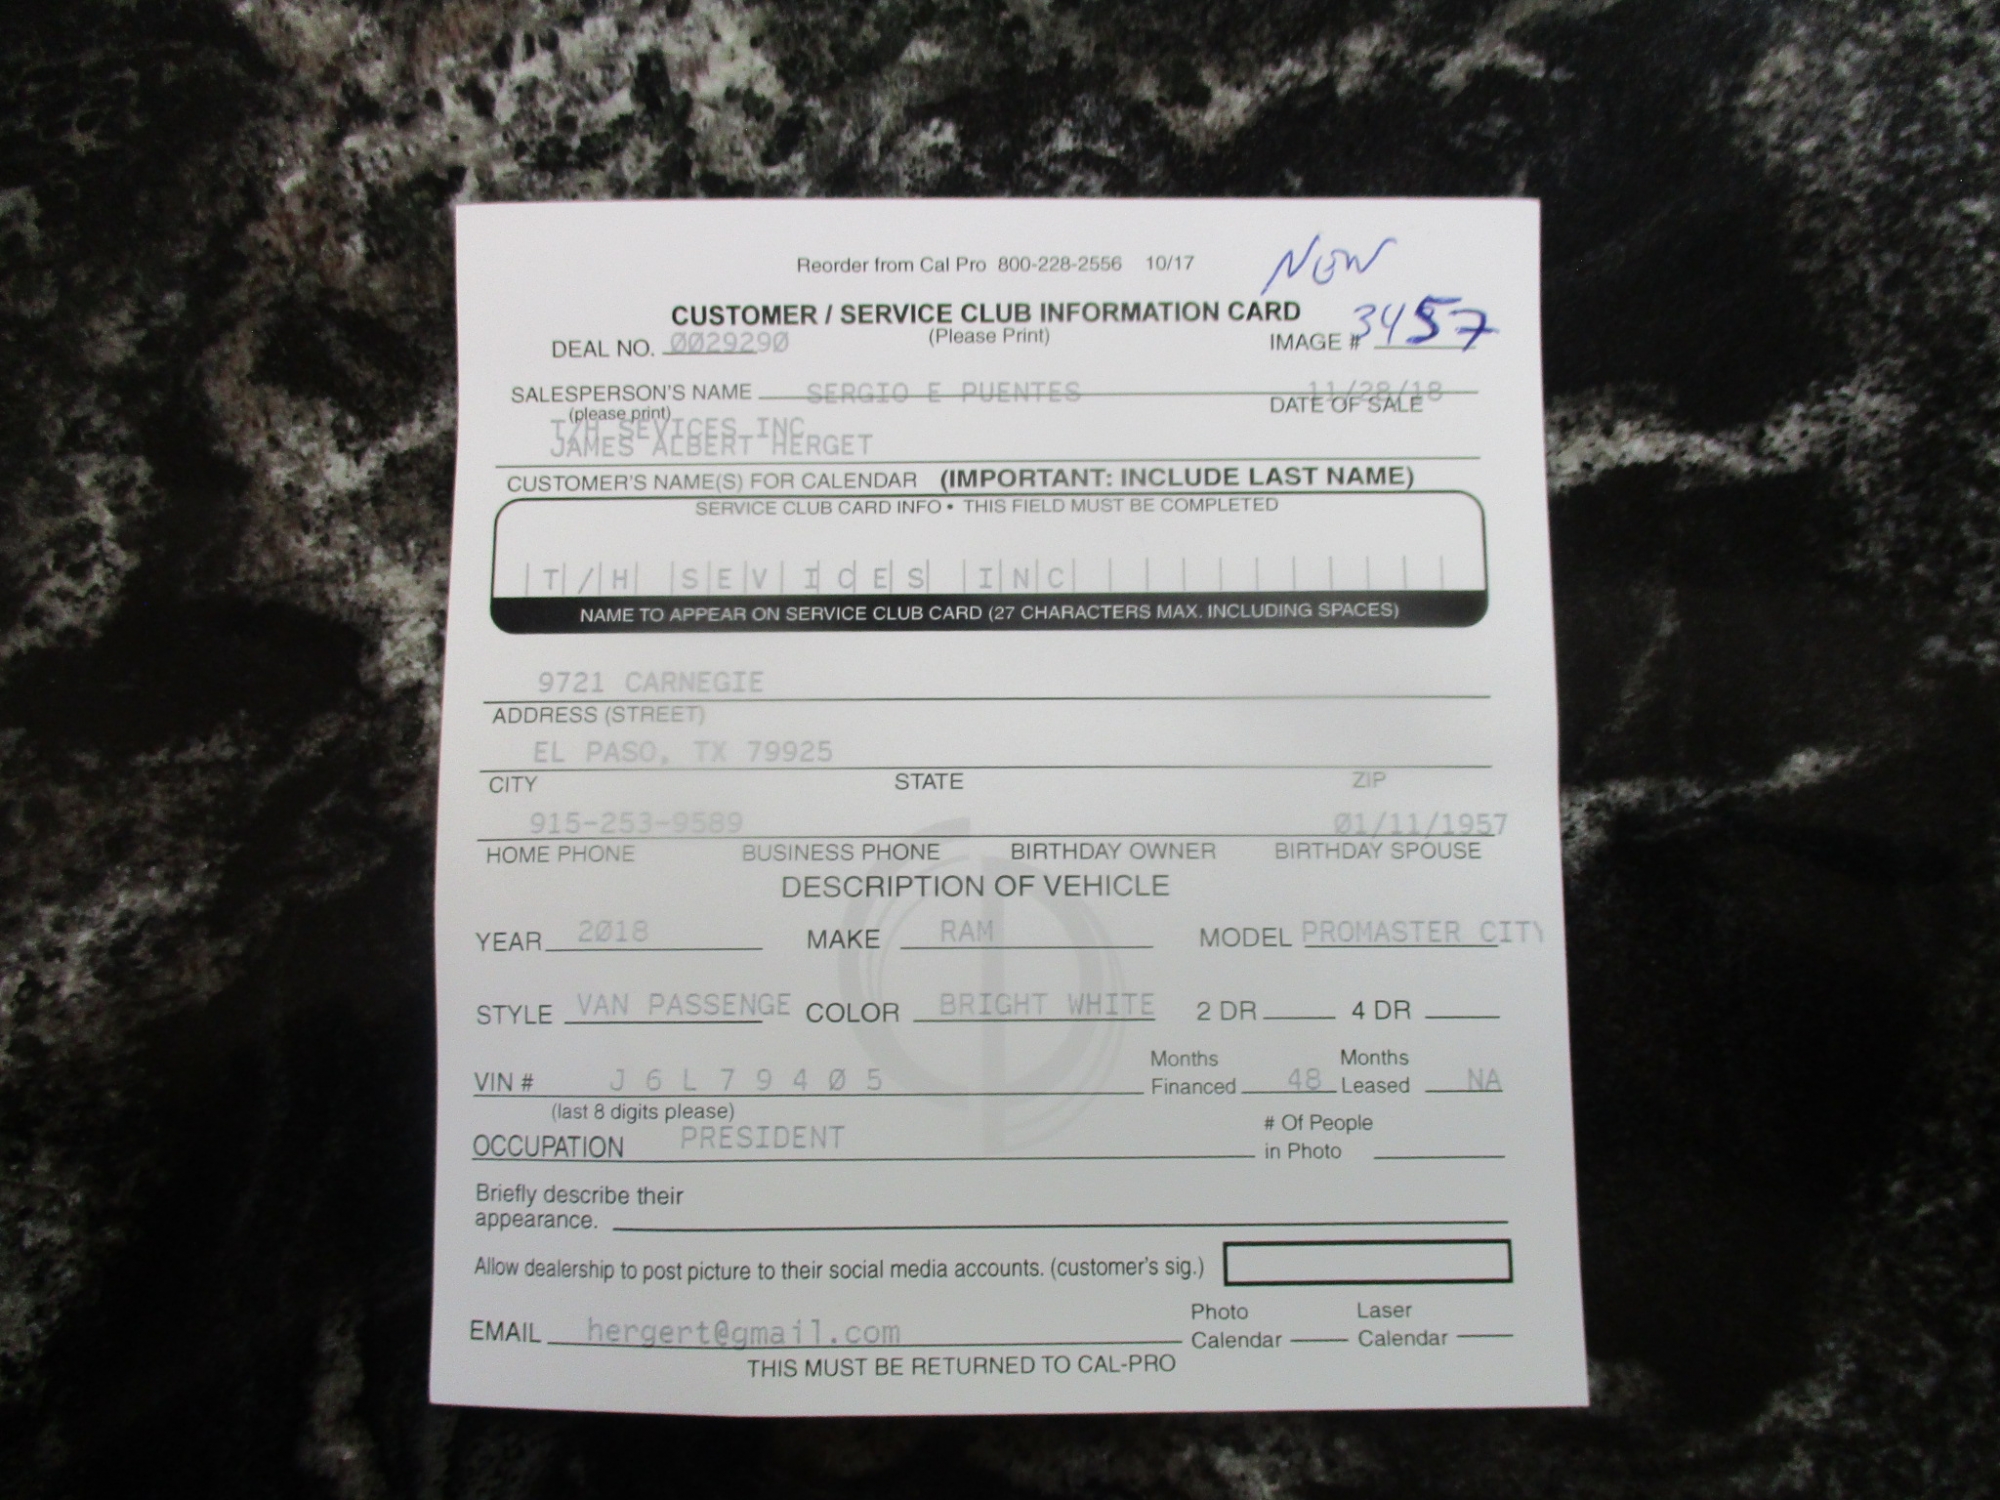 Reorder from Cal Pro 800-228-2556 10/17
NEW
CUSTOMER / SERVICE CLUB INFORMATION CARD
(Please Print)
DEAL NO. 0029290
IMAGE # 3457
SALESPERSON'S NAME SERGIO E PUENTES 11/28/18
(please print) DATE OF SALE
T/H SEVICES INC
JAMES ALBERT HERGET
CUSTOMER'S NAME(S) FOR CALENDAR (IMPORTANT: INCLUDE LAST NAME)
SERVICE CLUB CARD INFO • THIS FIELD MUST BE COMPLETED
T/H SEVICES INC
NAME TO APPEAR ON SERVICE CLUB CARD (27 CHARACTERS MAX. INCLUDING SPACES)
9721 CARNEGIE
ADDRESS (STREET)
EL PASO, TX 79925
CITY STATE ZIP
915-253-9589 01/11/1957
HOME PHONE BUSINESS PHONE BIRTHDAY OWNER BIRTHDAY SPOUSE
DESCRIPTION OF VEHICLE
YEAR 2018 MAKE RAM MODEL PROMASTER CITY
STYLE VAN PASSENGE COLOR BRIGHT WHITE 2 DR 4 DR
VIN # J 6 L 7 9 4 0 5 Months Financed 48 Months Leased NA
(last 8 digits please)
OCCUPATION PRESIDENT # Of People in Photo
Briefly describe their
appearance.
Allow dealership to post picture to their social media accounts. (customer's sig.)
EMAIL hergert@gmail.com Photo Calendar Laser Calendar
THIS MUST BE RETURNED TO CAL-PRO